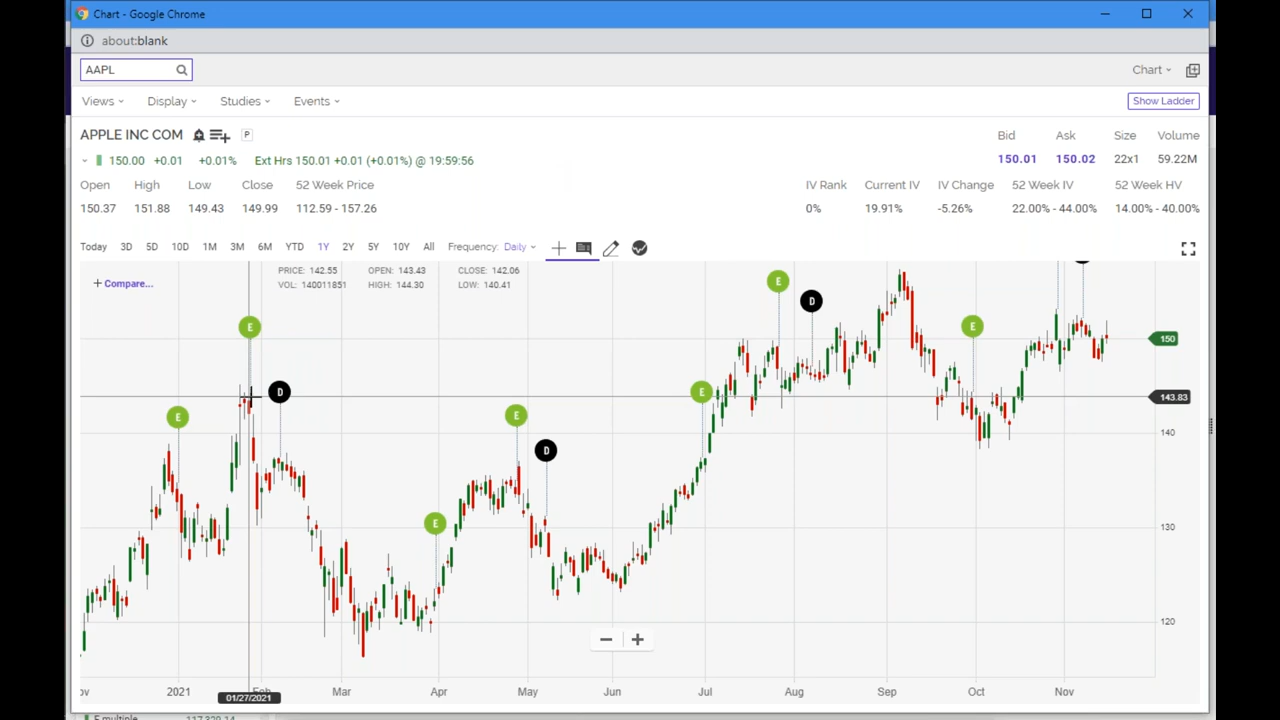 Chart - Google Chrome
about:blank
AAPL
Chart
Views Display Studies Events Show Ladder
APPLE INC COM P
Bid Ask Size Volume
150.00 +0.01 +0.01% Ext Hrs 150.01 +0.01 (+0.01%) @ 19:59:56
150.01 150.02 22x1 59.22M
Open High Low Close 52 Week Price
IV Rank Current IV IV Change 52 Week IV 52 Week HV
150.37 151.88 149.43 149.99 112.59 - 157.26
0% 19.91% -5.26% 22.00% - 44.00% 14.00% - 40.00%
Today 3D 5D 10D 1M 3M 6M YTD 1Y 2Y 5Y 10Y All Frequency: Daily
+ Compare...
PRICE: 142.55 OPEN: 143.43 CLOSE: 142.06
VOL: 140011851 HIGH: 144.30 LOW: 140.41
E
E
D
E
E
D
E
E
D
E
150
143.83
140
130
120
2021 Feb Mar Apr May Jun Jul Aug Sep Oct Nov
01/27/2021